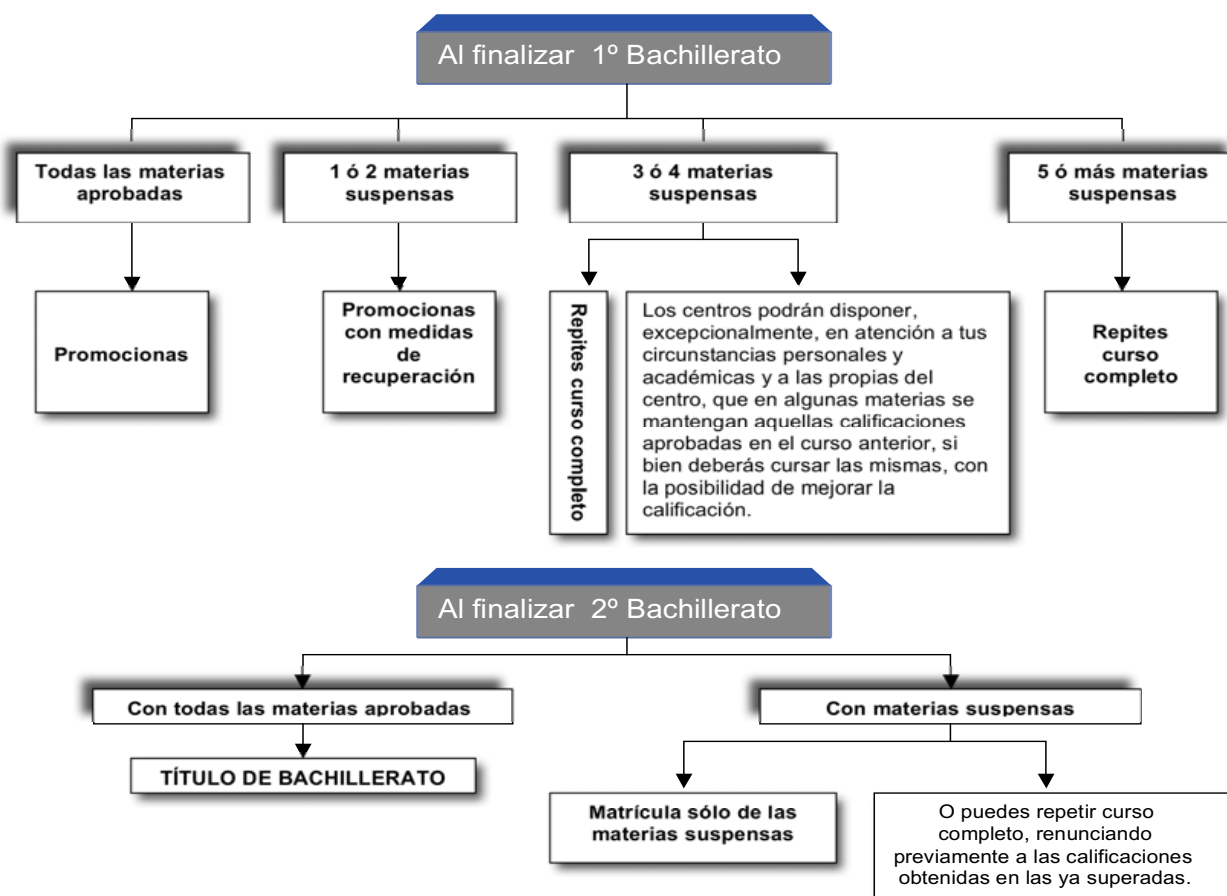 Al finalizar 1º Bachillerato
Todas las materias
aprobadas
1 ó 2 materias
suspensas
3 ó 4 materias
suspensas
5 ó más materias
suspensas
Promocionas
Promocionas
con medidas
de
recuperación
Repites curso completo
Los centros podrán disponer,
excepcionalmente, en atención a tus
circunstancias personales y
académicas y a las propias del
centro, que en algunas materias se
mantengan aquellas calificaciones
aprobadas en el curso anterior, si
bien deberás cursar las mismas, con
la posibilidad de mejorar la
calificación.
Repites
curso
completo
Al finalizar 2º Bachillerato
Con todas las materias aprobadas
Con materias suspensas
TÍTULO DE BACHILLERATO
Matrícula sólo de las
materias suspensas
O puedes repetir curso
completo, renunciando
previamente a las calificaciones
obtenidas en las ya superadas.